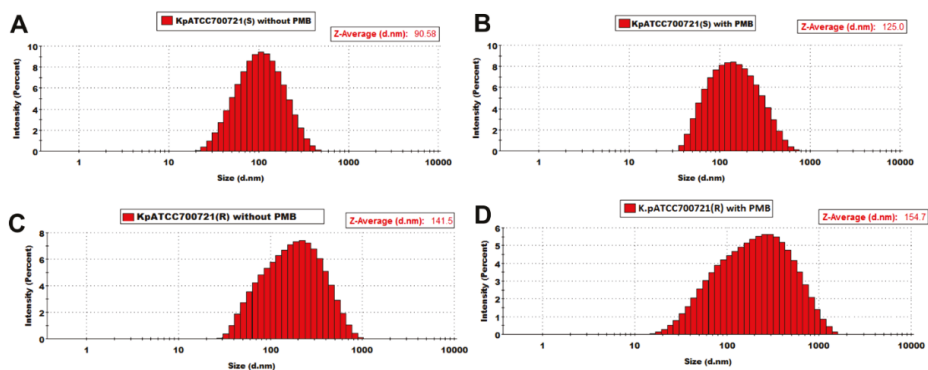 A
KpATCC700721(S) without PMB
Z-Average (d.nm): 90.58
Intensity (Percent)
10
8
6
4
2
0
1 10 100 1000 10000
Size (d.nm)
B
KpATCC700721(S) with PMB
Z-Average (d.nm): 125.0
Intensity (Percent)
10
8
6
4
2
0
1 10 100 1000 10000
Size (d.nm)
C
KpATCC700721(R) without PMB
Z-Average (d.nm): 141.5
Intensity (Percent)
8
6
4
2
0
1 10 100 1000 10000
Size (d.nm)
D
K.pATCC700721(R) with PMB
Z-Average (d.nm): 154.7
Intensity (Percent)
6
5
4
3
2
1
0
1 10 100 1000 10000
Size (d.nm)